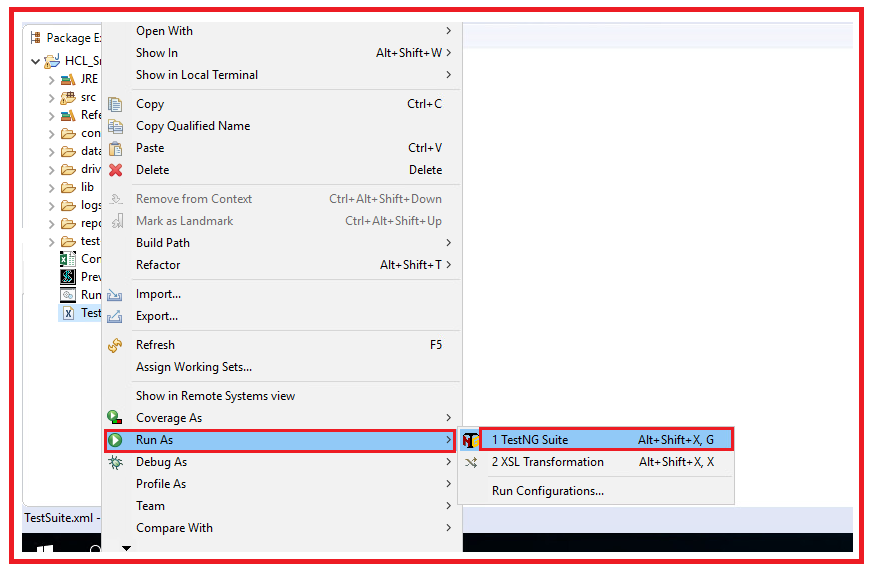 Package Ex
HCL_Sm
JRE
src
Refe
con
data
driv
lib
logs
repo
test
Con
Prev
Run
Test
Open With
Show In Alt+Shift+W
Show in Local Terminal
Copy Ctrl+C
Copy Qualified Name
Paste Ctrl+V
Delete Delete
Remove from Context Ctrl+Alt+Shift+Down
Mark as Landmark Ctrl+Alt+Shift+Up
Build Path
Refactor Alt+Shift+T
Import...
Export...
Refresh F5
Assign Working Sets...
Show in Remote Systems view
Coverage As
Run As
Debug As
Profile As
Team
Compare With
1 TestNG Suite Alt+Shift+X, G
2 XSL Transformation Alt+Shift+X, X
Run Configurations...
TestSuite.xml -